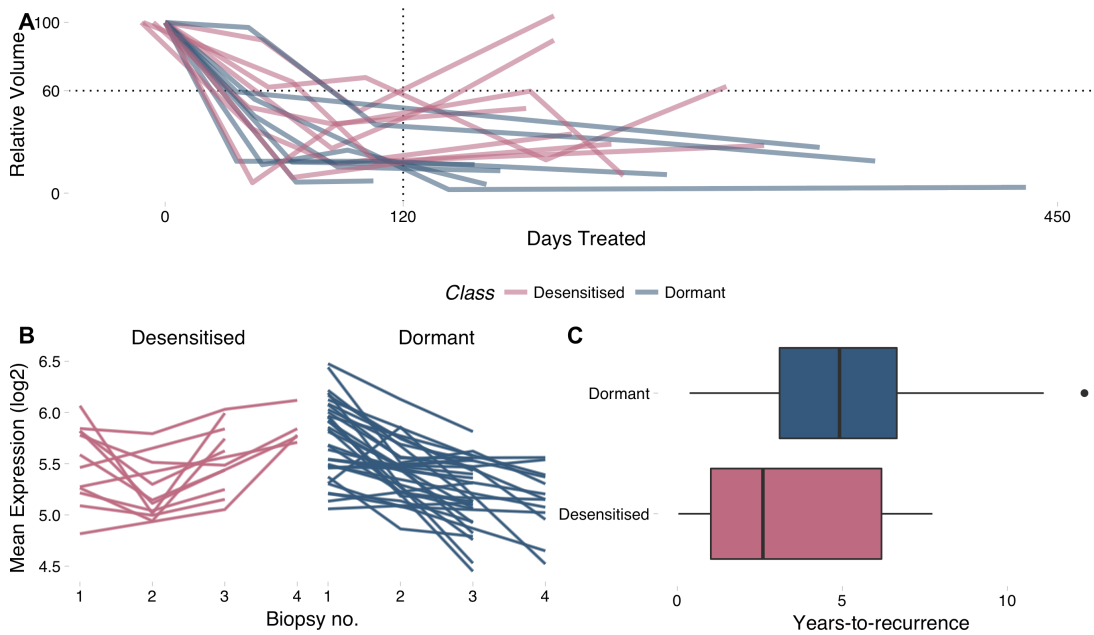 A
Relative Volume
100
60
0
0 120 450
Days Treated
Class Desensitised Dormant
B
Desensitised Dormant
Mean Expression (log2)
6.5
6.0
5.5
5.0
4.5
1 2 3 4 1 2 3 4
Biopsy no.
C
Dormant
Desensitised
0 5 10
Years-to-recurrence